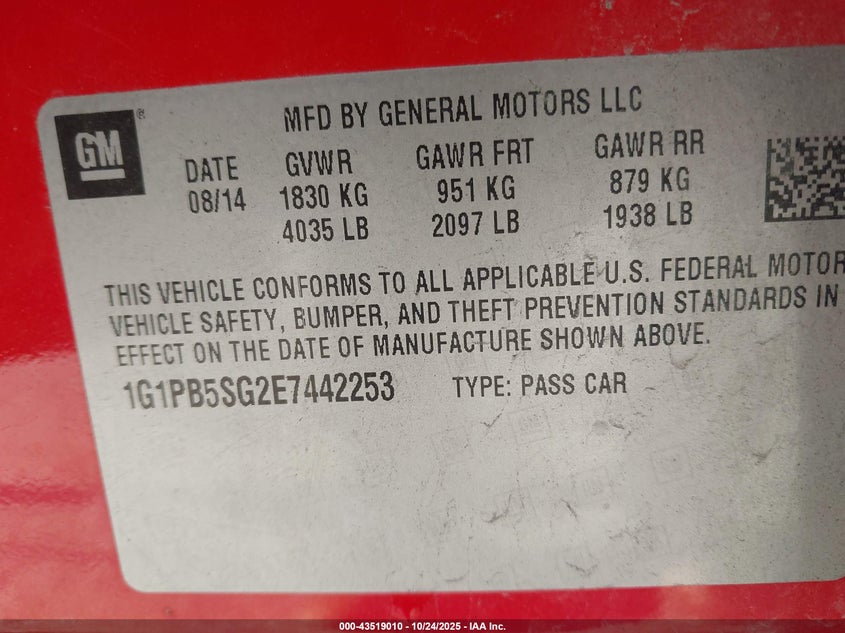 GM ®
MFD BY GENERAL MOTORS LLC
DATE GVWR GAWR FRT GAWR RR
08/14 1830 KG 951 KG 879 KG
4035 LB 2097 LB 1938 LB
THIS VEHICLE CONFORMS TO ALL APPLICABLE U.S. FEDERAL MOTOR
VEHICLE SAFETY, BUMPER, AND THEFT PREVENTION STANDARDS IN
EFFECT ON THE DATE OF MANUFACTURE SHOWN ABOVE.
1G1PB5SG2E7442253 TYPE: PASS CAR
000-43519010 - 10/24/2025 - IAA Inc.